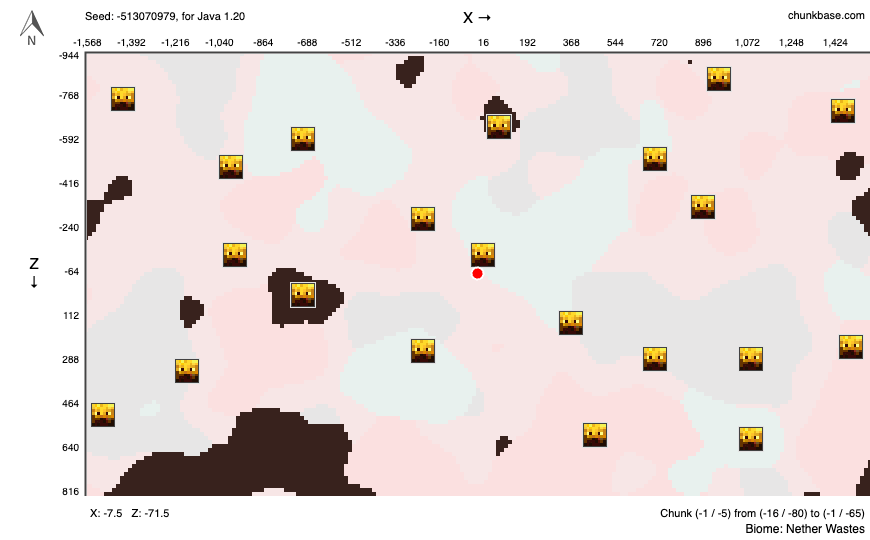 Seed: -513070979, for Java 1.20
X →
chunkbase.com
N
-1,568 -1,392 -1,216 -1,040 -864 -688 -512 -336 -160 16 192 368 544 720 896 1,072 1,248 1,424
-944
-768
-592
-416
-240
Z
↓
-64
112
288
464
640
816
X: -7.5 Z: -71.5
Chunk (-1 / -5) from (-16 / -80) to (-1 / -65)
Biome: Nether Wastes